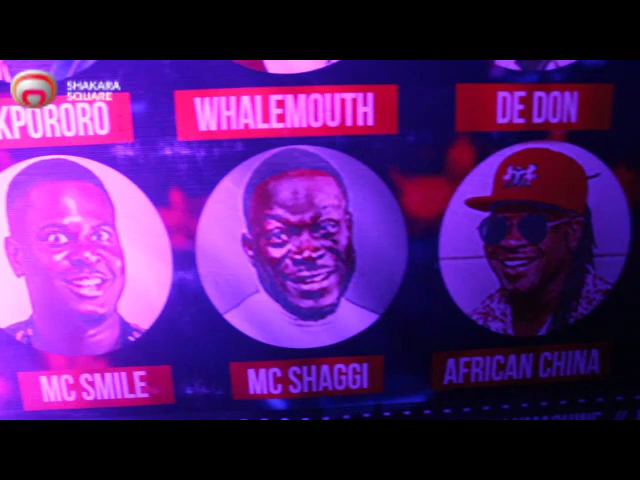 SHAKARA
SQUARE
KPORORO
WHALEMOUTH
DE DON
MC SMILE
MC SHAGGI
AFRICAN CHINA